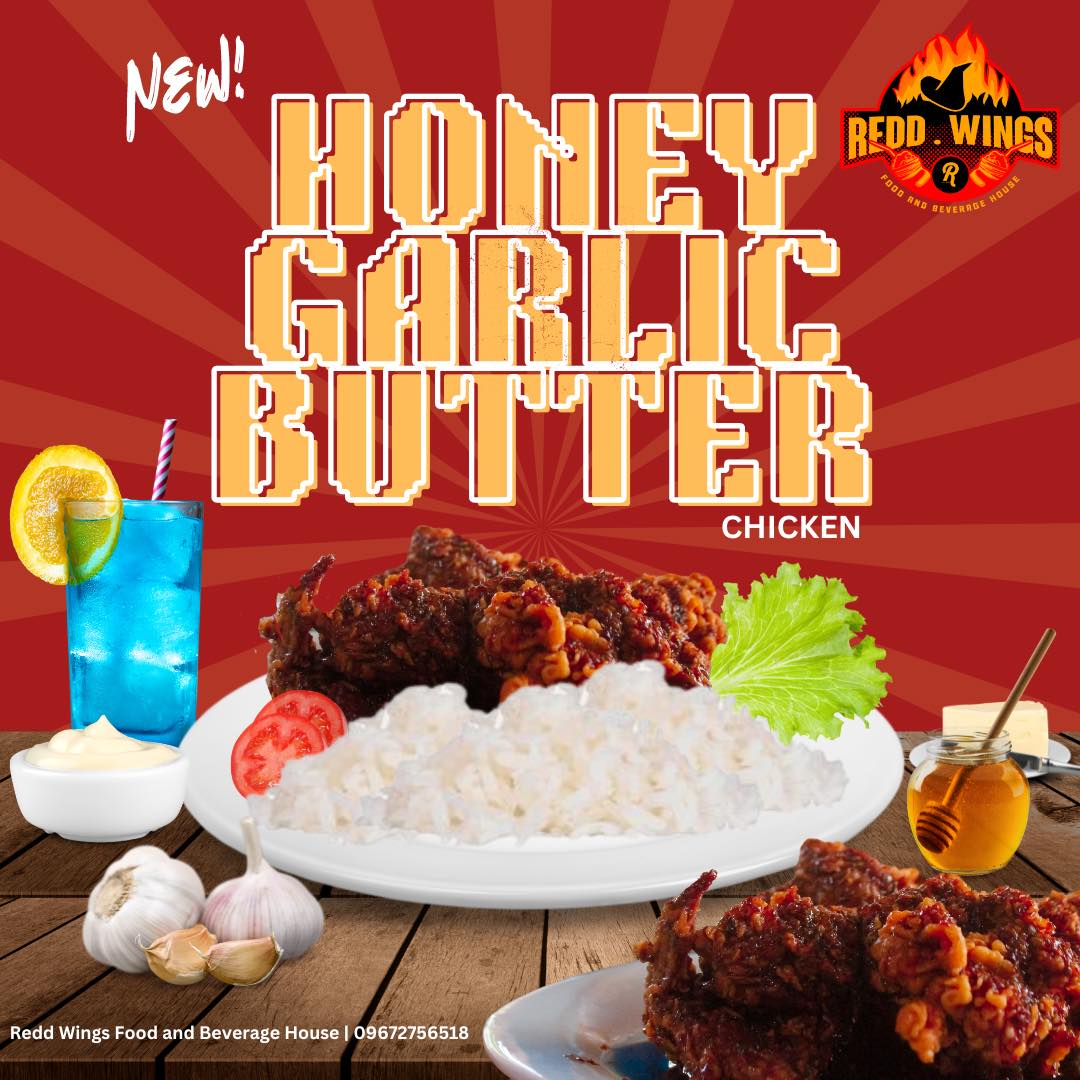 NEW!
HONEY
GARLIC
BUTTER
CHICKEN
REDD . WINGS
R
FOOD AND BEVERAGE HOUSE
Redd Wings Food and Beverage House | 09672756518